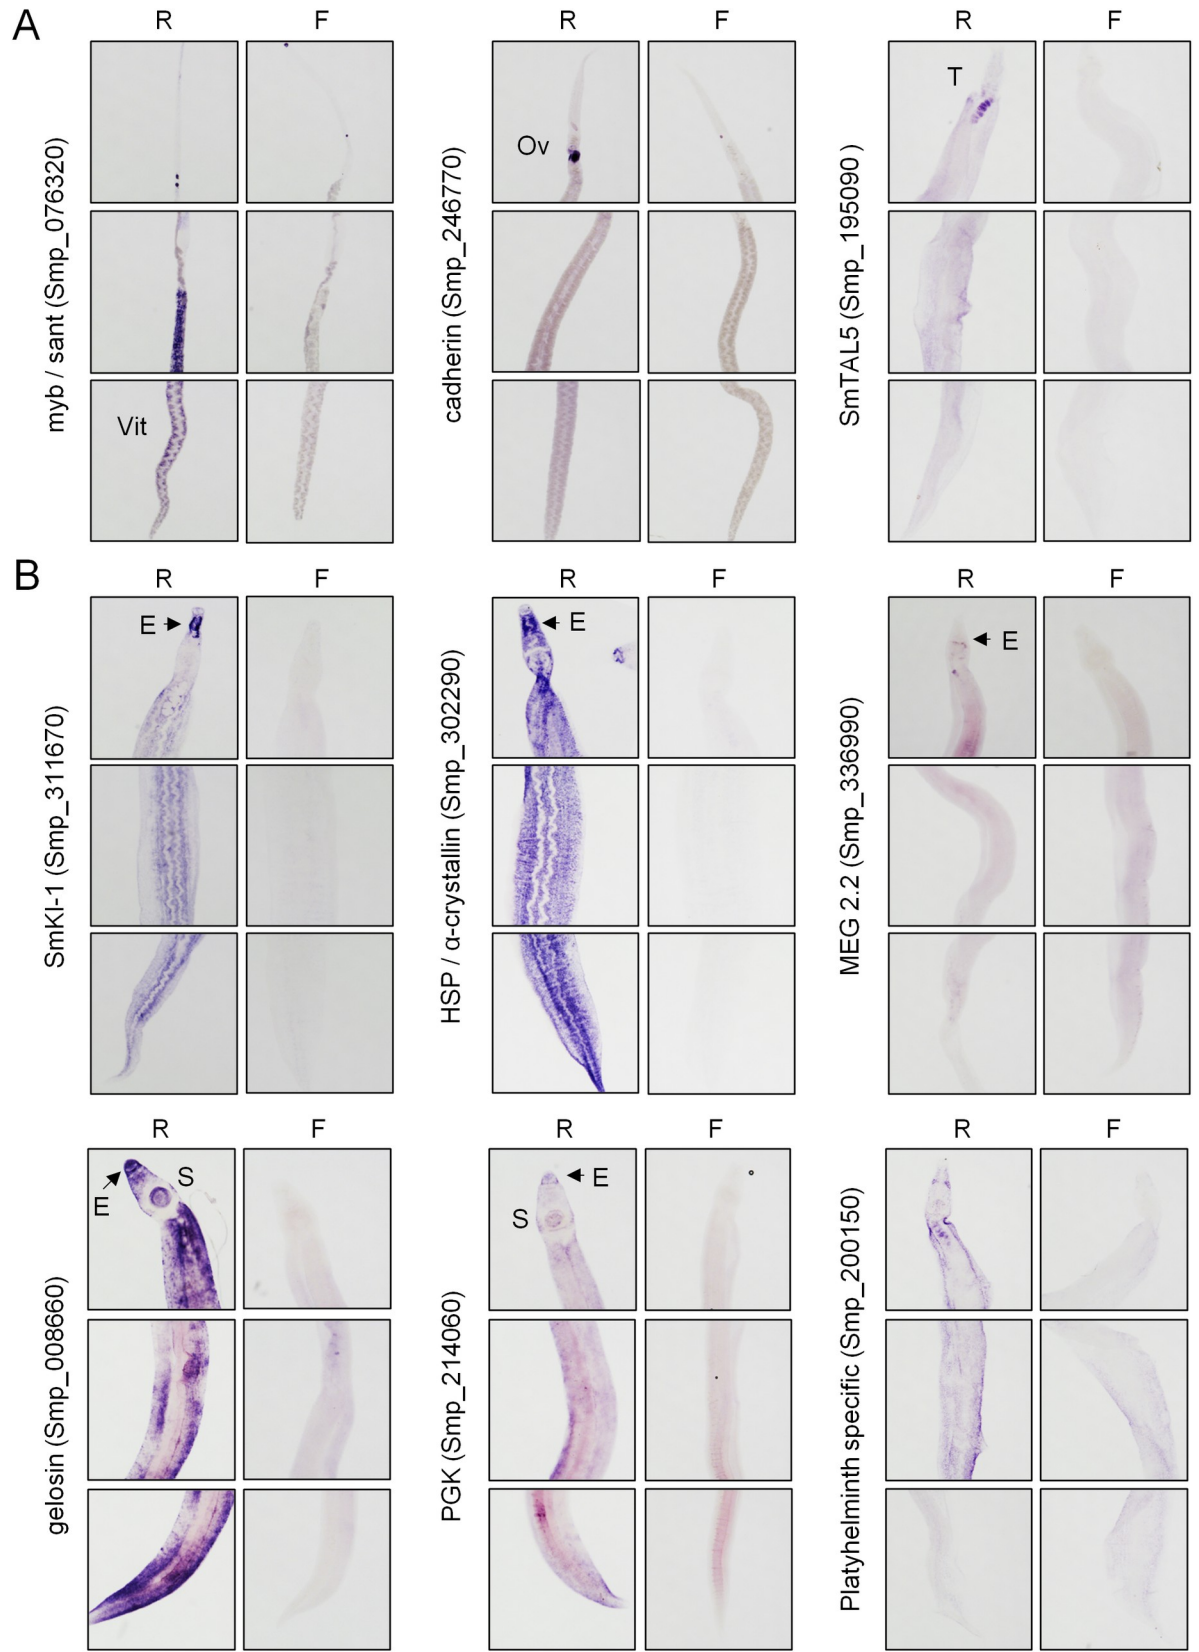 A
R F R F R F
myb / sant (Smp_076320)
Vit
cadherin (Smp_246770)
Ov
SmTAL5 (Smp_195090 )
T
B
R F R F R F
SmKI-1 (Smp_311670)
E
HSP / α-crystallin (Smp_302290)
E
MEG 2.2 (Smp_336990)
E
R F R F R F
gelosin (Smp_008660)
E
S
PGK (Smp_214060)
E
S
Platyhelminth specific (Smp_200150)